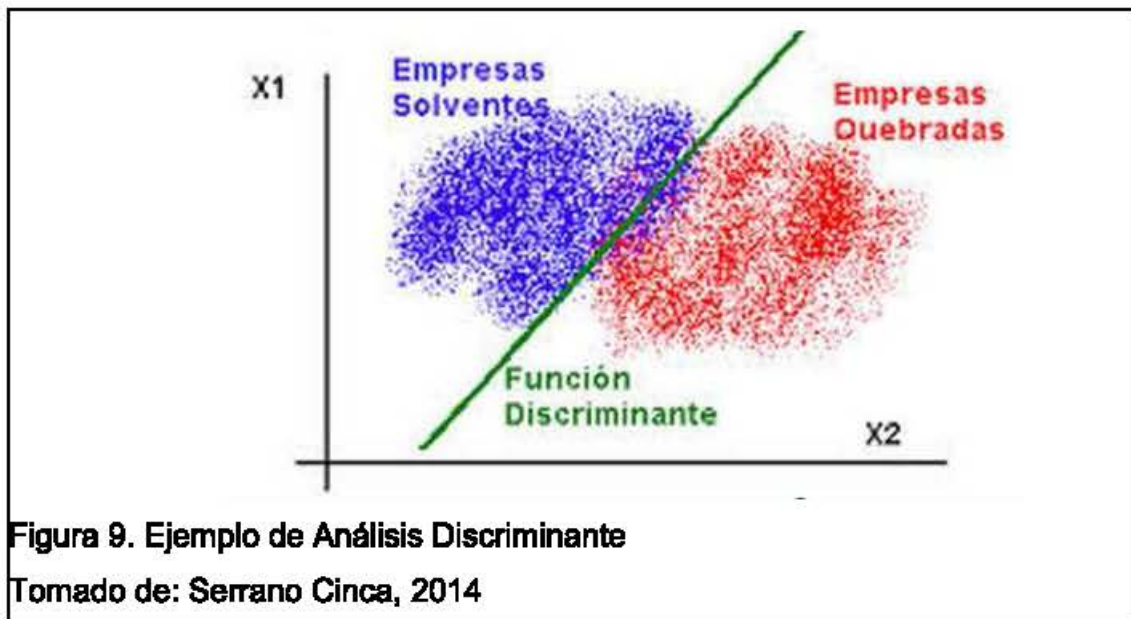 X1
Empresas
Solventes
Empresas
Quebradas
Función
Discriminante
X2
Figura 9. Ejemplo de Análisis Discriminante
Tomado de: Serrano Cinca, 2014